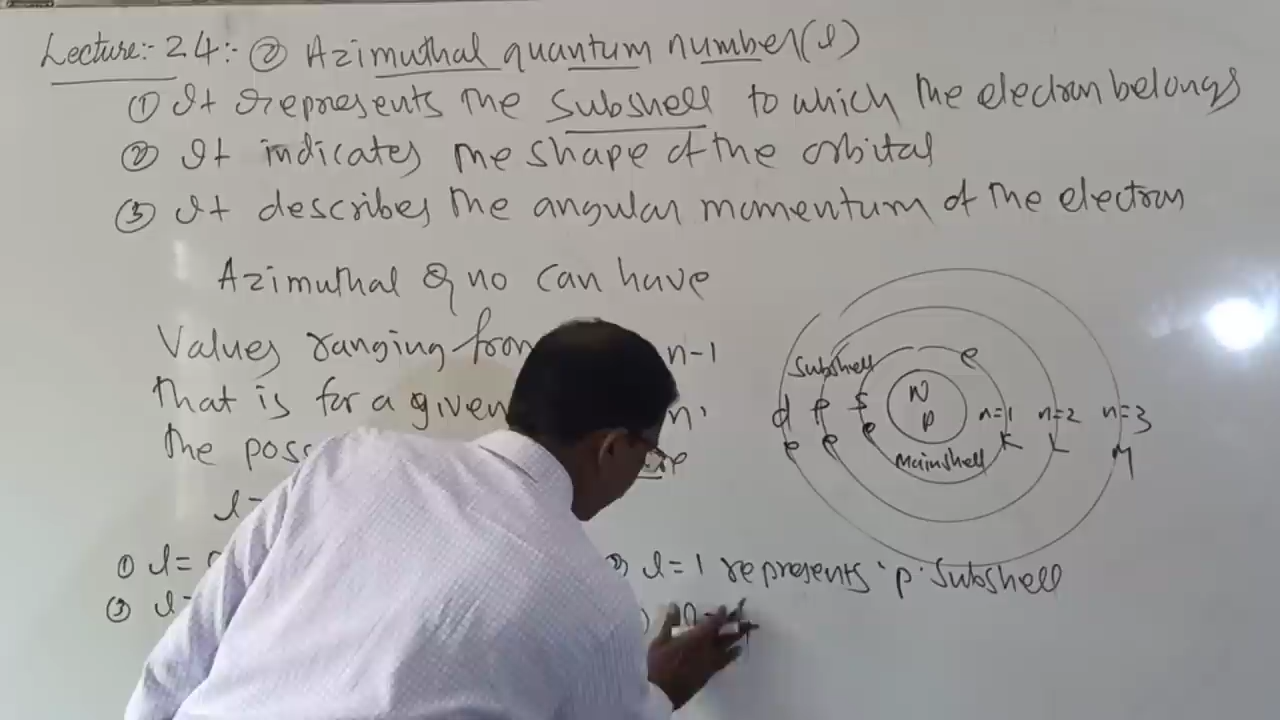 Lecture:- 24:- ② Azimuthal quantum number(l)
① It represents the subshell to which the electron belongs
② It indicates the shape of the orbital
③ It describes the angular momentum of the electron
Azimuthal Q no can have
Values ranging from n-1
That is for a given n'
the
l=
① l=
② l=1 represents 'p' subshell
③ l=
Subshell
d p s
e e e
e
N
P
n=1 n=2 n=3
K L M
Mainshell